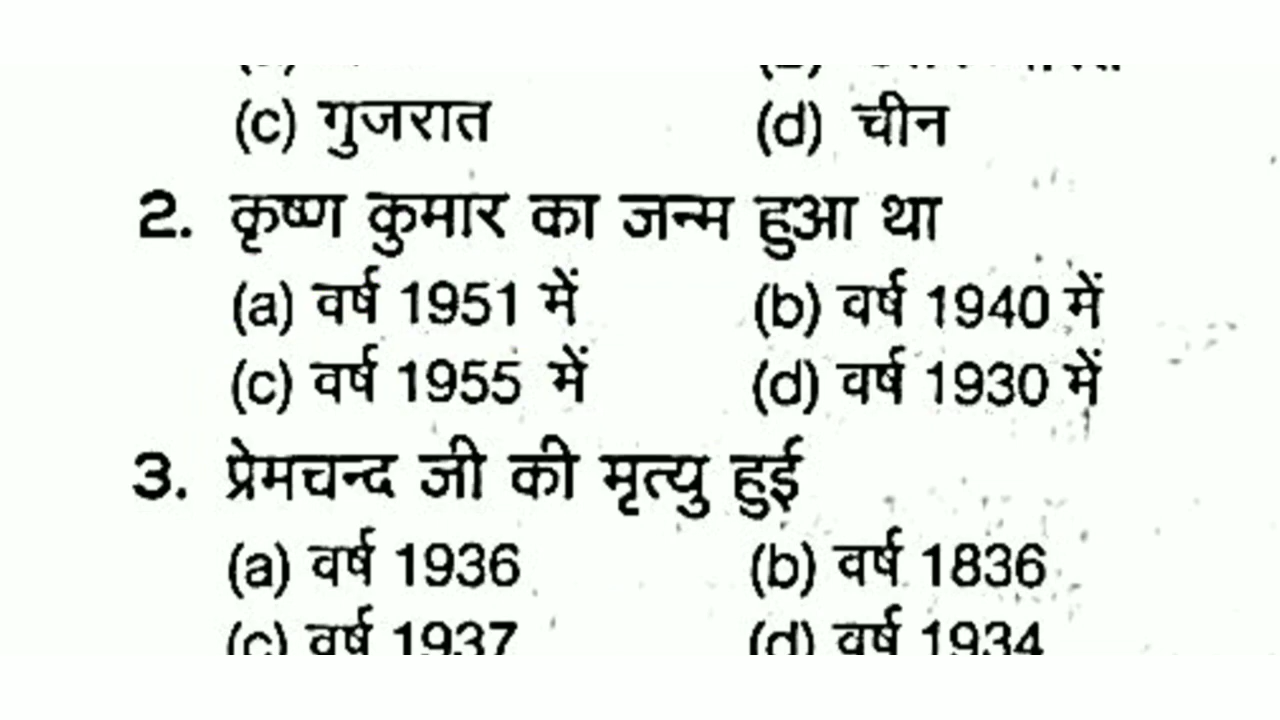 (c) गुजरात (d) चीन
2. कृष्ण कुमार का जन्म हुआ था
(a) वर्ष 1951 में (b) वर्ष 1940 में
(c) वर्ष 1955 में (d) वर्ष 1930 में
3. प्रेमचन्द जी की मृत्यु हुई
(a) वर्ष 1936 (b) वर्ष 1836
(c) वर्ष 1937 (d) वर्ष 1934